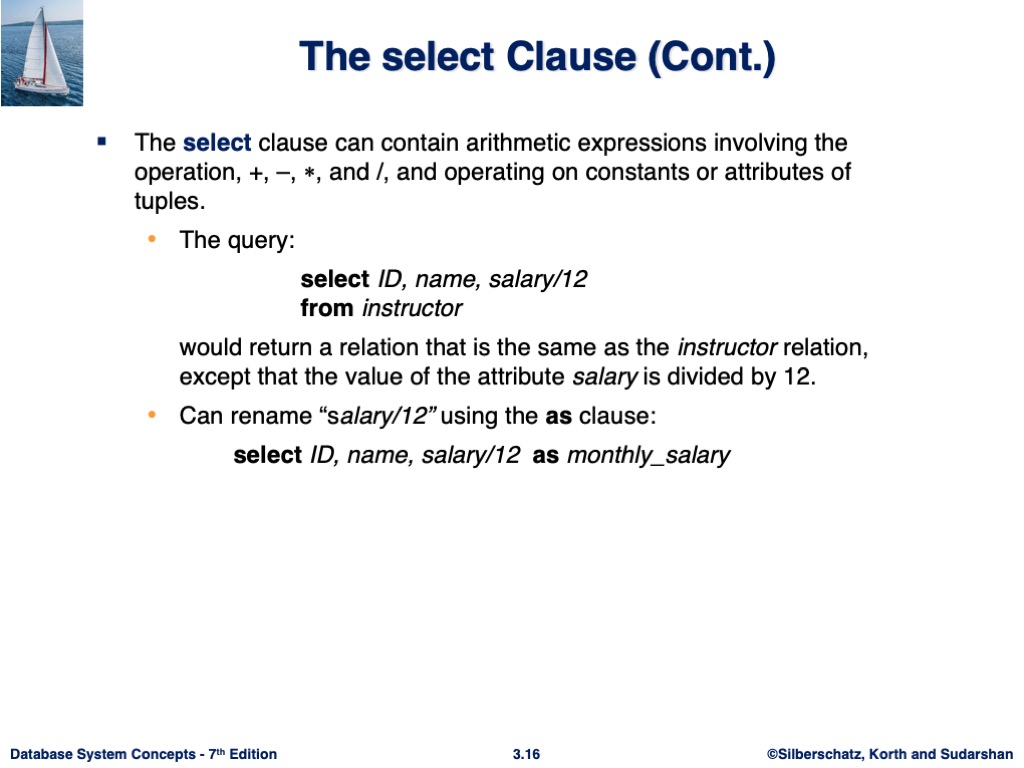 The select Clause (Cont.)
▪ The select clause can contain arithmetic expressions involving the
operation, +, –, ∗, and /, and operating on constants or attributes of
tuples.
• The query:
select ID, name, salary/12
from instructor
would return a relation that is the same as the instructor relation,
except that the value of the attribute salary is divided by 12.
• Can rename “salary/12” using the as clause:
select ID, name, salary/12 as monthly_salary
Database System Concepts - 7th Edition
3.16
©Silberschatz, Korth and Sudarshan